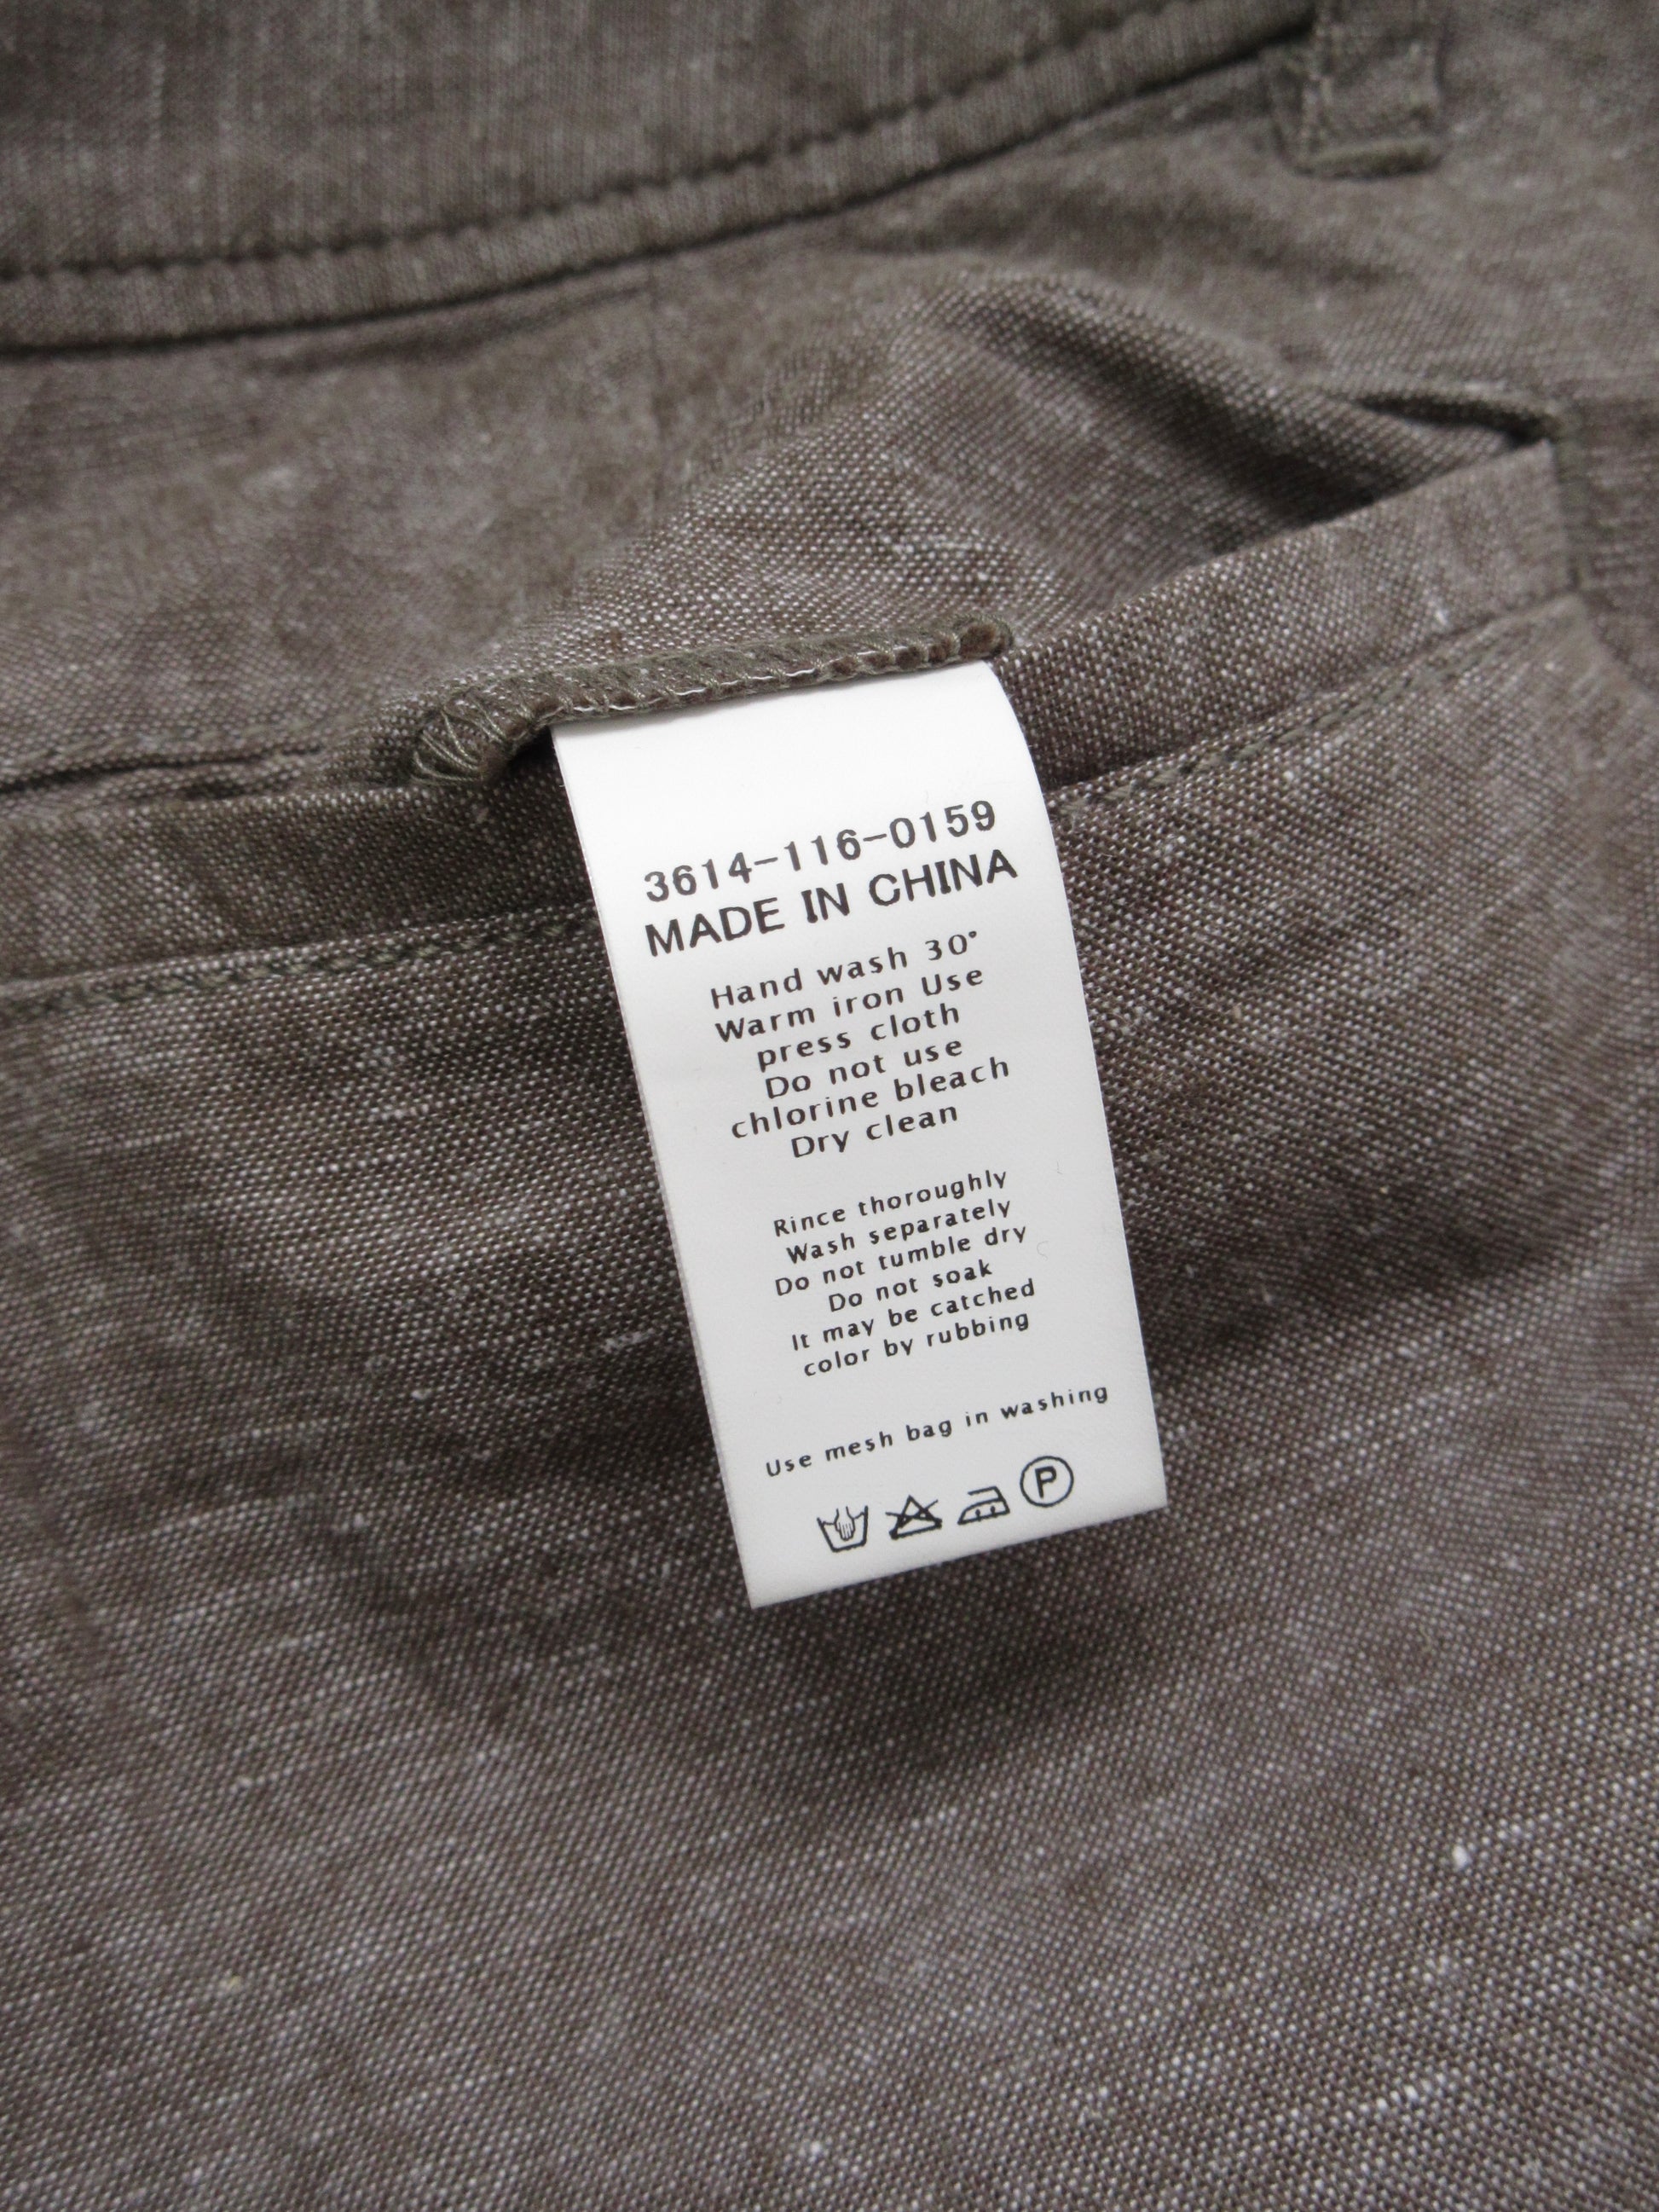 3614-116-0159
MADE IN CHINA
Hand wash 30°
Warm iron Use
press cloth
Do not use
chlorine bleach
Dry clean
Rince thoroughly
Wash separately
Do not tumble dry
Do not soak
It may be catched
color by rubbing
Use mesh bag in washing
P